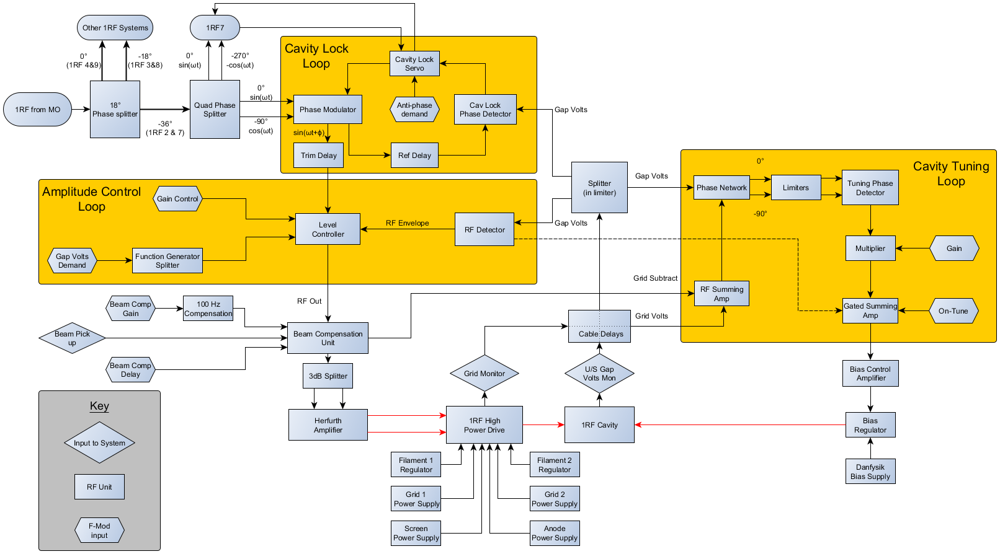 Other 1RF Systems
1RF7
0°
(1RF 4&9)
-18°
(1RF 3&8)
0°
sin(ωt)
-270°
-cos(ωt)
1RF from MO
18°
Phase splitter
-36°
(1RF 2 & 7)
Quad Phase
Splitter
0°
sin(ωt)
-90°
cos(ωt)
Cavity Lock
Loop
Cavity Lock
Servo
Phase Modulator
Anti-phase
demand
Cav Lock
Phase Detector
sin(ωt+ϕ)
Trim Delay
Ref Delay
Gap Volts
Splitter
(in limiter)
Gap Volts
Gap Volts
Cavity Tuning
Loop
0°
-90°
Phase Network
Limiters
Tuning Phase
Detector
Multiplier
Gain
RF Summing
Amp
Gated Summing
Amp
On-Tune
Amplitude Control
Loop
Gain Control
Level
Controller
RF Envelope
RF Detector
Gap Volts
Demand
Function Generator
Splitter
RF Out
Grid Subtract
Grid Volts
Beam Comp
Gain
100 Hz
Compensation
Beam Pick
up
Beam Compensation
Unit
Beam Comp
Delay
Cable Delays
3dB Splitter
Grid Monitor
U/S Gap
Volts Mon
Bias Control
Amplifier
Herfurth
Amplifier
1RF High
Power Drive
1RF Cavity
Bias
Regulator
Danfysik
Bias Supply
Filament 1
Regulator
Filament 2
Regulator
Grid 1
Power Supply
Grid 2
Power Supply
Screen
Power Supply
Anode
Power Supply
Key
Input to System
RF Unit
F-Mod
input